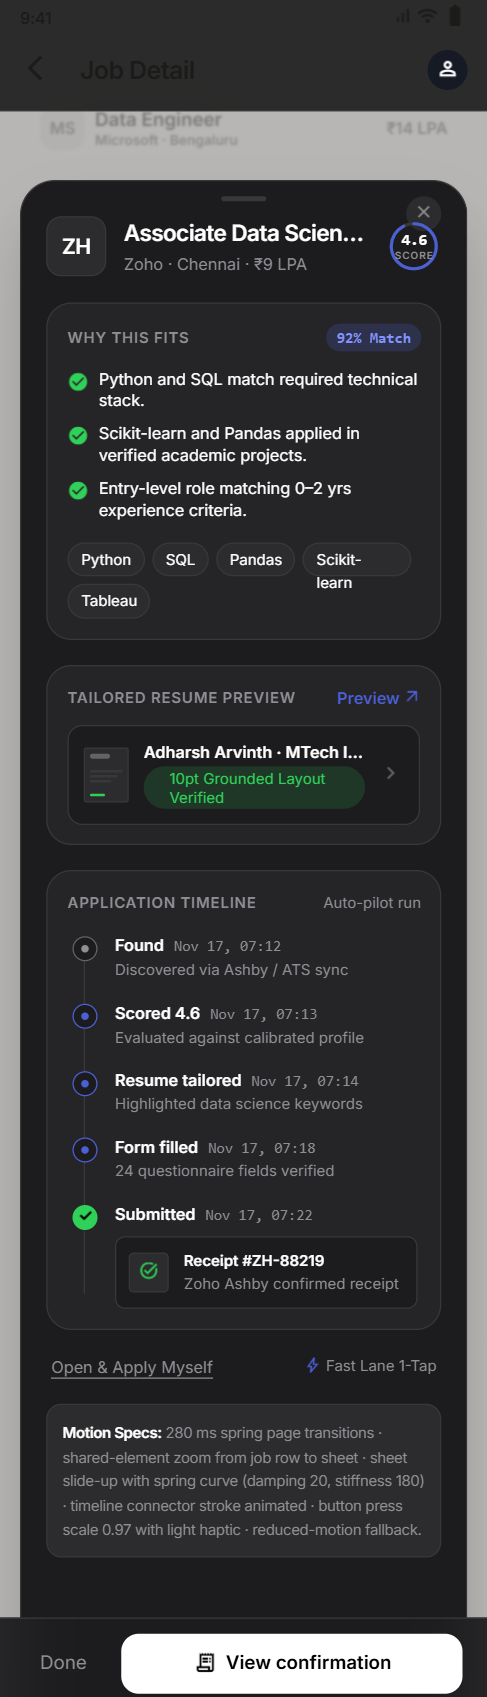 9:41
Job Detail
MS
Data Engineer
Microsoft · Bengaluru
₹14 LPA
ZH
Associate Data Scien...
Zoho · Chennai · ₹9 LPA
4.6
SCORE
WHY THIS FITS
92% Match
Python and SQL match required technical
stack.
Scikit-learn and Pandas applied in
verified academic projects.
Entry-level role matching 0–2 yrs
experience criteria.
Python
SQL
Pandas
Scikit-
learn
Tableau
TAILORED RESUME PREVIEW
Preview
Adharsh Arvinth · MTech I...
10pt Grounded Layout
Verified
APPLICATION TIMELINE
Auto-pilot run
Found Nov 17, 07:12
Discovered via Ashby / ATS sync
Scored 4.6 Nov 17, 07:13
Evaluated against calibrated profile
Resume tailored Nov 17, 07:14
Highlighted data science keywords
Form filled Nov 17, 07:18
24 questionnaire fields verified
Submitted Nov 17, 07:22
Receipt #ZH-88219
Zoho Ashby confirmed receipt
Open & Apply Myself
Fast Lane 1-Tap
Motion Specs: 280 ms spring page transitions ·
shared-element zoom from job row to sheet · sheet
slide-up with spring curve (damping 20, stiffness 180)
· timeline connector stroke animated · button press
scale 0.97 with light haptic · reduced-motion fallback.
Done
View confirmation